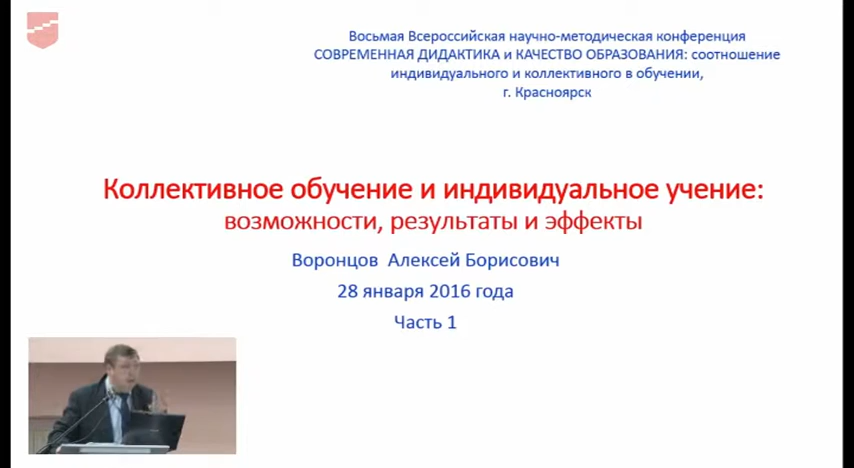 Восьмая Всероссийская научно-методическая конференция
СОВРЕМЕННАЯ ДИДАКТИКА и КАЧЕСТВО ОБРАЗОВАНИЯ: соотношение
индивидуального и коллективного в обучении,
г. Красноярск
Коллективное обучение и индивидуальное учение:
возможности, результаты и эффекты
Воронцов Алексей Борисович
28 января 2016 года
Часть 1